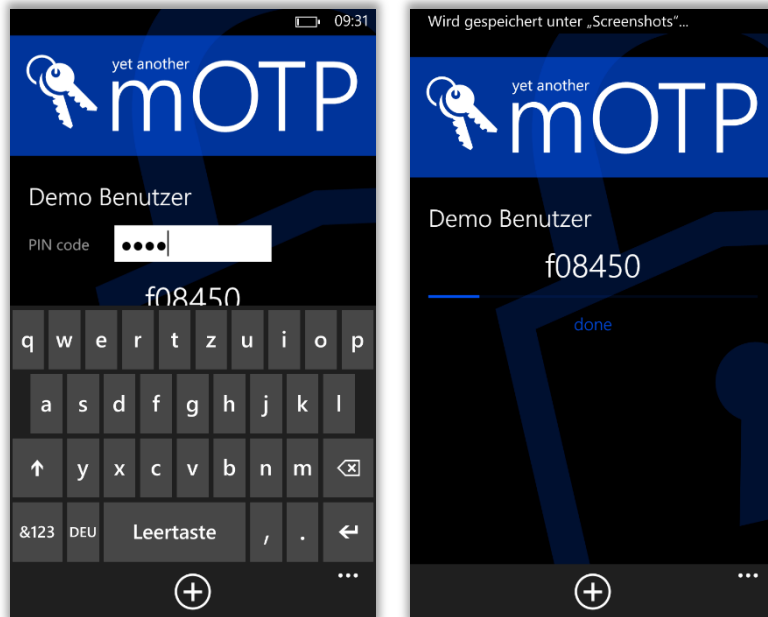 09:31
yet another
mOTP
Demo Benutzer
PIN code ●●●●
f08450
q w e r t z u i o p
a s d f g h j k l
y x c v b n m
&123 DEU Leertaste , .
Wird gespeichert unter „Screenshots“...
yet another
mOTP
Demo Benutzer
f08450
done